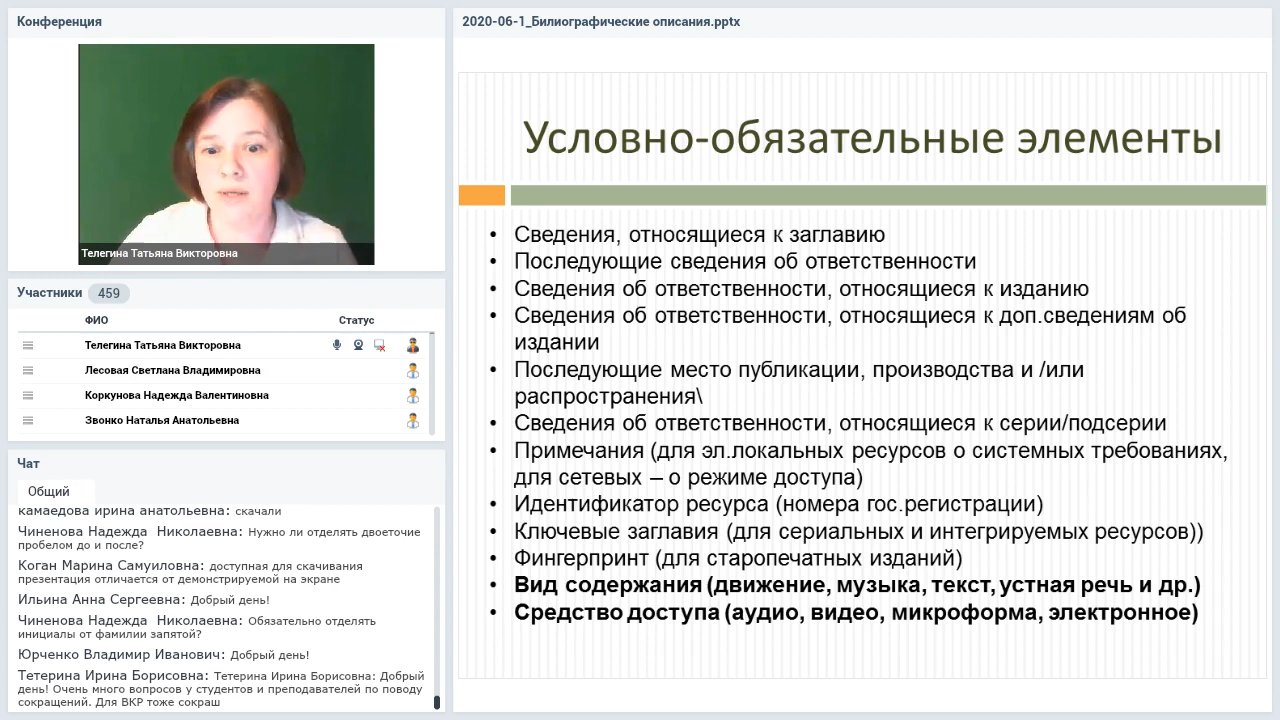 Конференция
Телегина Татьяна Викторовна
Участники 459
ФИО Статус
Телегина Татьяна Викторовна
Лесовая Светлана Владимировна
Коркунова Надежда Валентиновна
Звонко Наталья Анатольевна
Чат
Общий
камаедова ирина анатольевна: скачали
Чиненова Надежда Николаевна: Нужно ли отделять двоеточие
пробелом до и после?
Коган Марина Самуиловна: доступная для скачивания
презентация отличается от демонстрируемой на экране
Ильина Анна Сергеевна: Добрый день!
Чиненова Надежда Николаевна: Обязательно отделять
инициалы от фамилии запятой?
Юрченко Владимир Иванович: Добрый день!
Тетерина Ирина Борисовна: Тетерина Ирина Борисовна: Добрый
день! Очень много вопросов у студентов и преподавателей по поводу
сокращений. Для ВКР тоже сокраш
2020-06-1_Билиографические описания.pptx
Условно-обязательные элементы
• Сведения, относящиеся к заглавию
• Последующие сведения об ответственности
• Сведения об ответственности, относящиеся к изданию
• Сведения об ответственности, относящиеся к доп.сведениям об
издании
• Последующие место публикации, производства и /или
распространения\
• Сведения об ответственности, относящиеся к серии/подсерии
• Примечания (для эл.локальных ресурсов о системных требованиях,
для сетевых – о режиме доступа)
• Идентификатор ресурса (номера гос.регистрации)
• Ключевые заглавия (для сериальных и интегрируемых ресурсов))
• Фингерпринт (для старопечатных изданий)
• Вид содержания (движение, музыка, текст, устная речь и др.)
• Средство доступа (аудио, видео, микроформа, электронное)